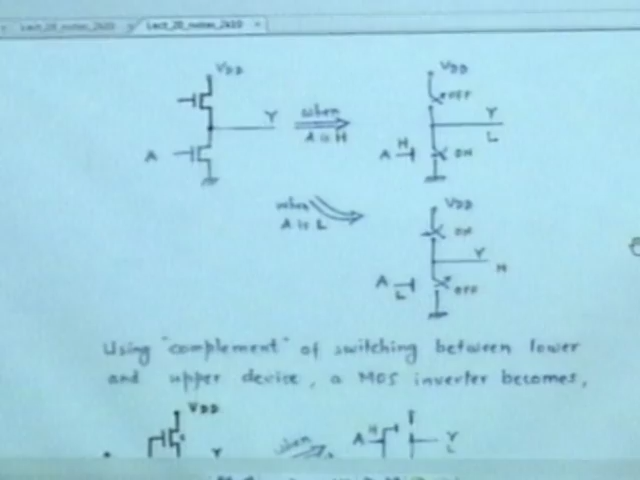 Lect_20_notes_2k10
Lect_20_notes_2k10
VDD
Y
A
when
A is H
VDD
OFF
Y
L
H
A
ON
when
A is L
VDD
ON
Y
H
A
L
OFF
Using "complement" of switching between lower
and upper device, a MOS inverter becomes,
VDD
Y
when
A H
Y
L